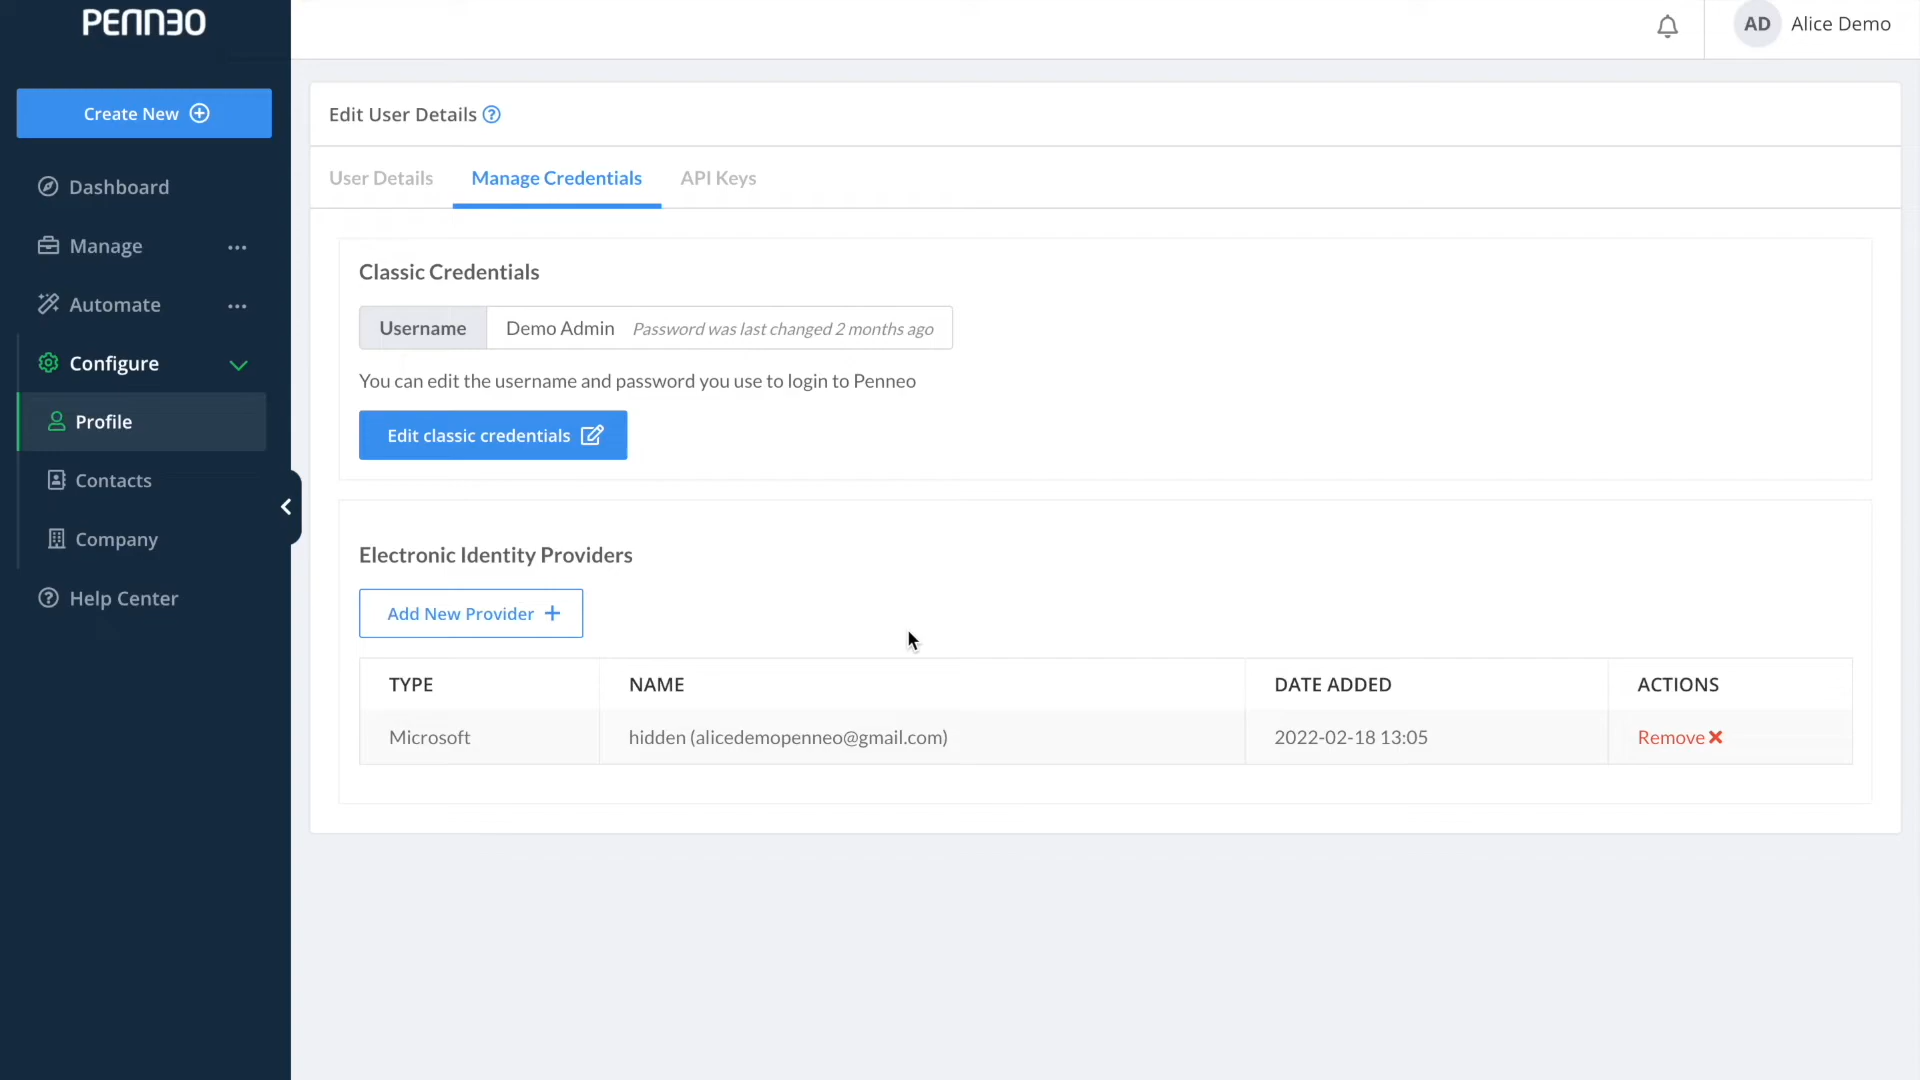 PENNEO
AD Alice Demo
Create New
Edit User Details
User Details Manage Credentials API Keys
Dashboard
Manage
Automate
Configure
Profile
Contacts
Company
Help Center
Classic Credentials
Username Demo Admin Password was last changed 2 months ago
You can edit the username and password you use to login to Penneo
Edit classic credentials
Electronic Identity Providers
Add New Provider +
TYPE NAME DATE ADDED ACTIONS
Microsoft hidden (alicedemopenneo@gmail.com) 2022-02-18 13:05 Remove